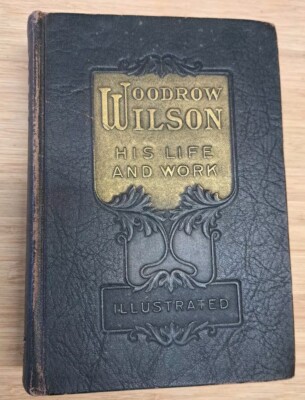 WOODROW
WILSON
HIS LIFE
AND WORK
ILLUSTRATED